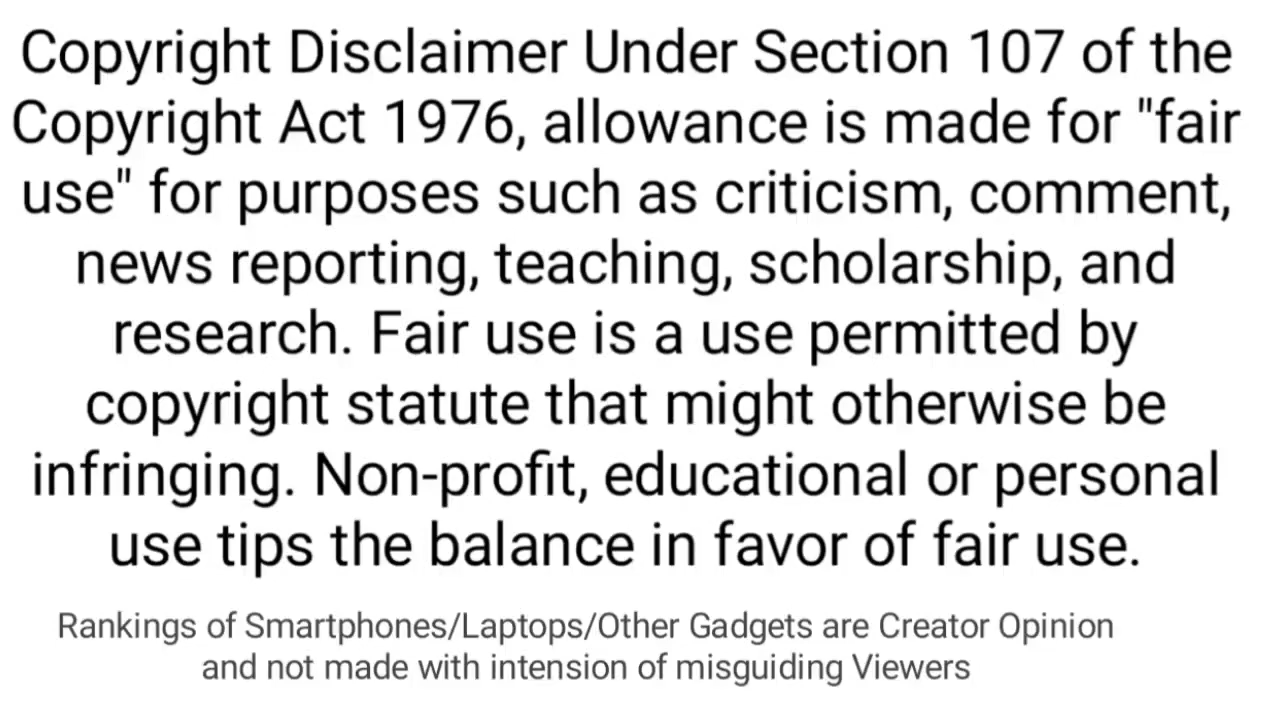 Copyright Disclaimer Under Section 107 of the
Copyright Act 1976, allowance is made for "fair
use" for purposes such as criticism, comment,
news reporting, teaching, scholarship, and
research. Fair use is a use permitted by
copyright statute that might otherwise be
infringing. Non-profit, educational or personal
use tips the balance in favor of fair use.
Rankings of Smartphones/Laptops/Other Gadgets are Creator Opinion
and not made with intension of misguiding Viewers